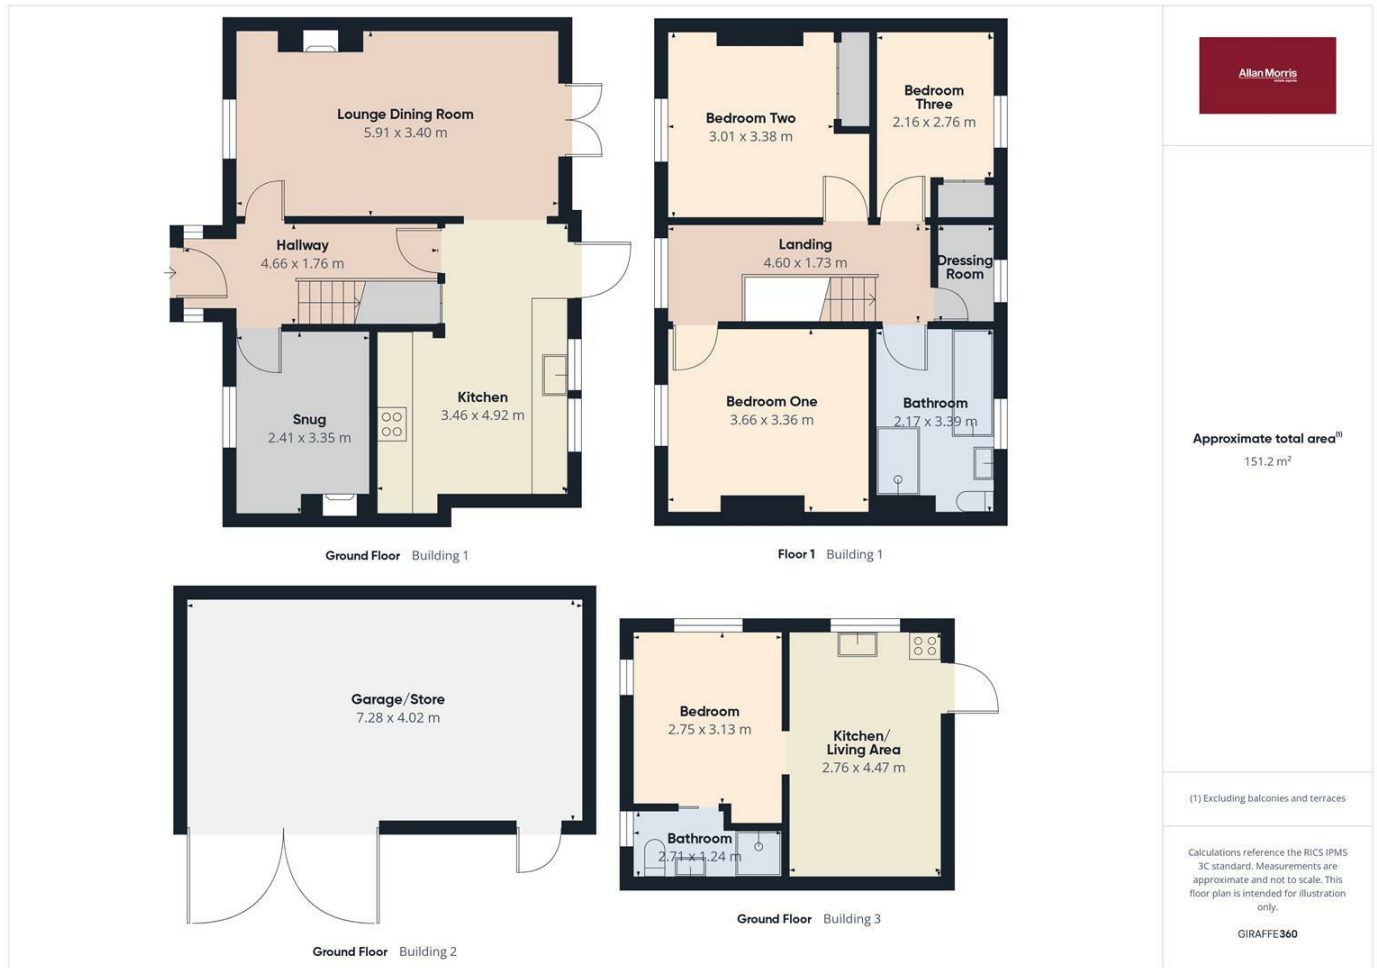 Lounge Dining Room
5.91 x 3.40 m
Hallway
4.66 x 1.76 m
Snug
2.41 x 3.35 m
Kitchen
3.46 x 4.92 m
Ground Floor Building 1
Bedroom Two
3.01 x 3.38 m
Bedroom
Three
2.16 x 2.76 m
Landing
4.60 x 1.73 m
Dressing
Room
Bedroom One
3.66 x 3.36 m
Bathroom
2.17 x 3.39 m
Floor 1 Building 1
Garage/Store
7.28 x 4.02 m
Ground Floor Building 2
Bedroom
2.75 x 3.13 m
Kitchen/
Living Area
2.76 x 4.47 m
Bathroom
2.71 x 1.24 m
Ground Floor Building 3
Allan Morris
estate agents
Approximate total area(1)
151.2 m²
(1) Excluding balconies and terraces
Calculations reference the RICS IPMS
3C standard. Measurements are
approximate and not to scale. This
floor plan is intended for illustration
only.
GIRAFFE360